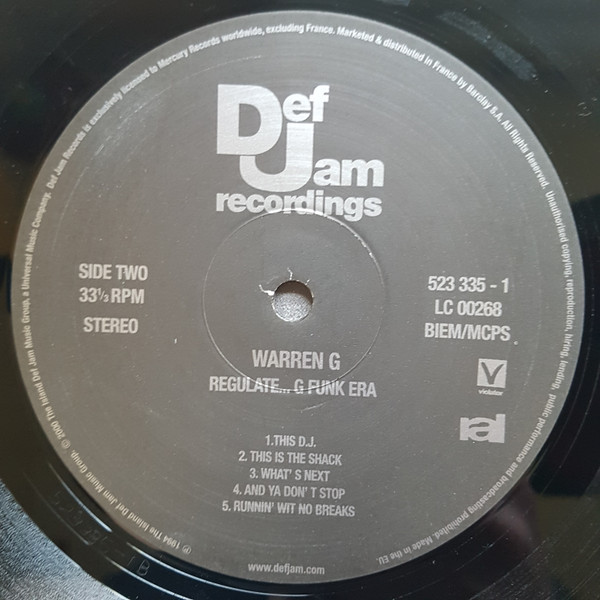 Def
Jam
recordings
SIDE TWO
33⅓ RPM
STEREO
523 335 - 1
LC 00268
BIEM/MCPS
WARREN G
REGULATE... G FUNK ERA
V
violator
ral
1.THIS D.J.
2. THIS IS THE SHACK
3. WHAT' S NEXT
4. AND YA DON' T STOP
5. RUNNIN' WIT NO BREAKS
www.defjam.com
℗ 1994 The Island Def Jam Music Group, © 2000 The Island Def Jam Music Group, a Universal Music Company. Def Jam Records is exclusively licensed to Mercury Records worldwide, excluding France. Marketed & distributed in France by Barclay S.A. All Rights Reserved. Unauthorised copying, reproduction, hiring, lending, public performance and broadcasting prohibited. Made in the EU.